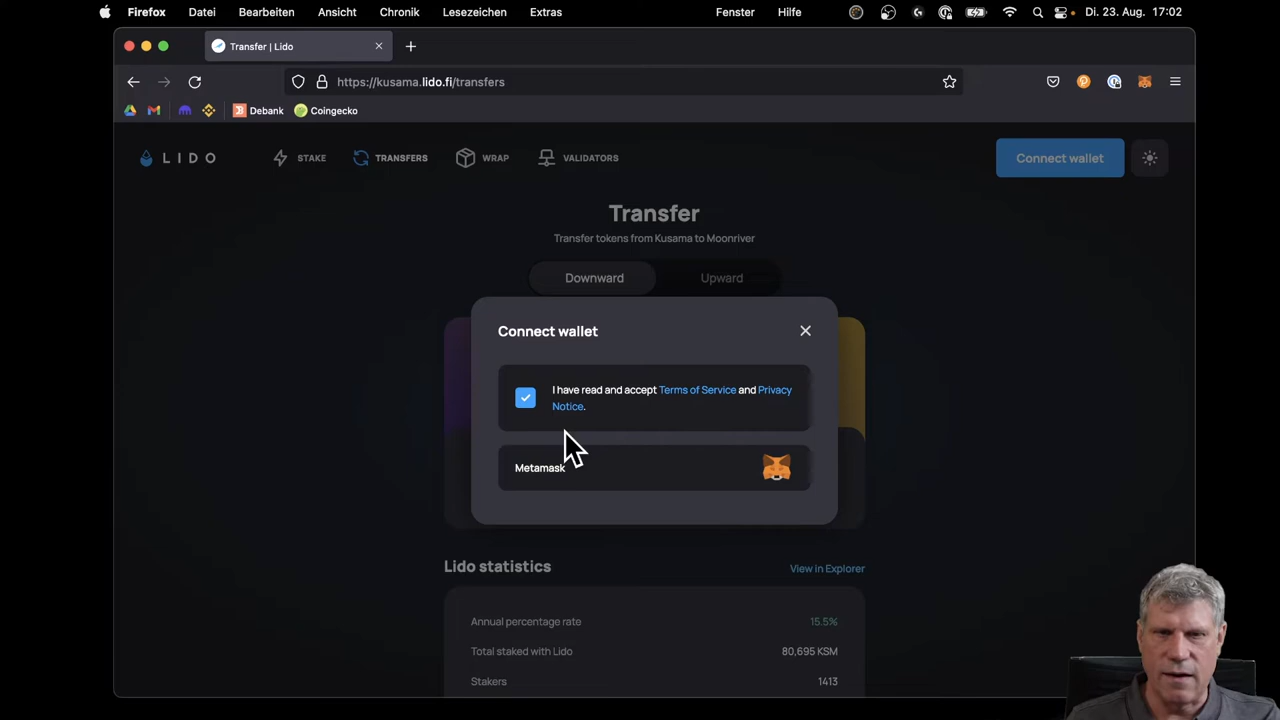 Firefox Datei Bearbeiten Ansicht Chronik Lesezeichen Extras Fenster Hilfe Di. 23. Aug. 17:02
Transfer | Lido
https://kusama.lido.fi/transfers
Debank Coingecko
LIDO STAKE TRANSFERS WRAP VALIDATORS Connect wallet
Transfer
Transfer tokens from Kusama to Moonriver
Downward Upward
Connect wallet
I have read and accept Terms of Service and Privacy
Notice.
Metamask
Lido statistics View in Explorer
Annual percentage rate 15.5%
Total staked with Lido 80,695 KSM
Stakers 1413